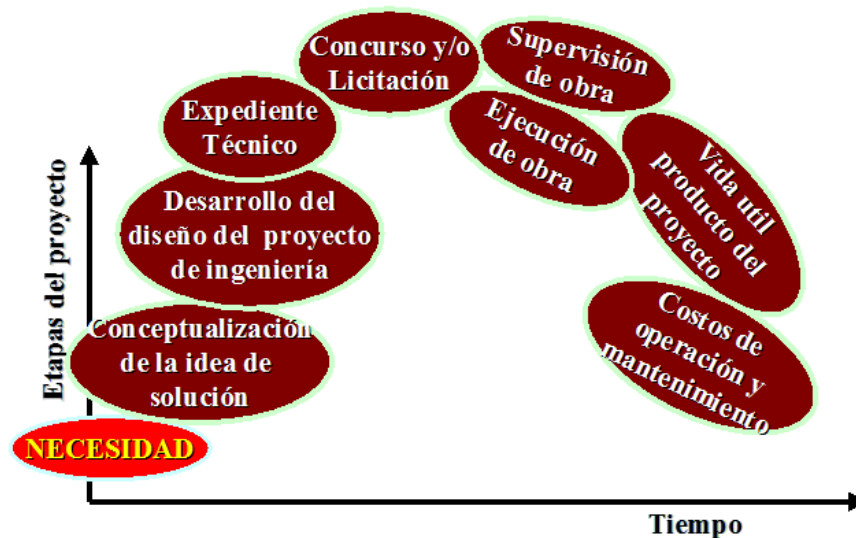 Concurso y/o
Licitación
Supervisión
de obra
Expediente
Técnico
Ejecución
de obra
Vida util
producto del
proyecto
Desarrollo del
diseño del proyecto
de ingeniería
Etapas del proyecto
Conceptualización
de la idea de
solución
Costos de
operación y
mantenimiento
NECESIDAD
Tiempo